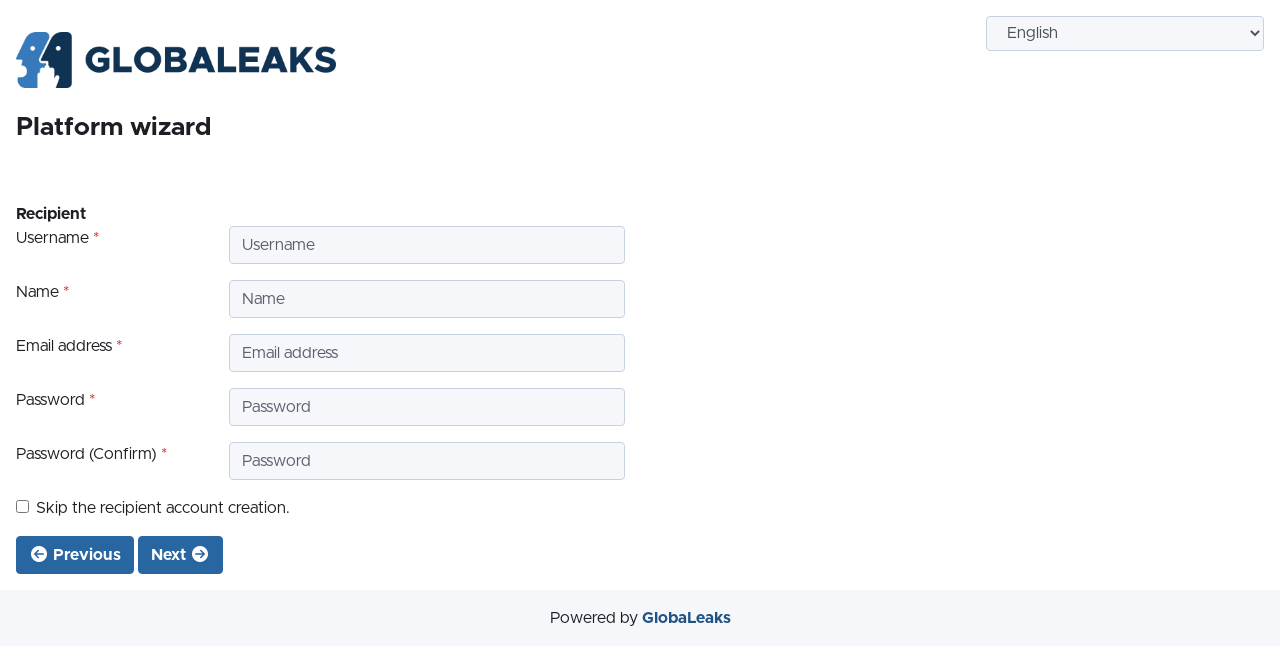 English
GLOBALEAKS
Platform wizard
Recipient
Username *
Username
Name *
Name
Email address *
Email address
Password *
Password
Password (Confirm) *
Password
Skip the recipient account creation.
Previous
Next
Powered by GlobaLeaks